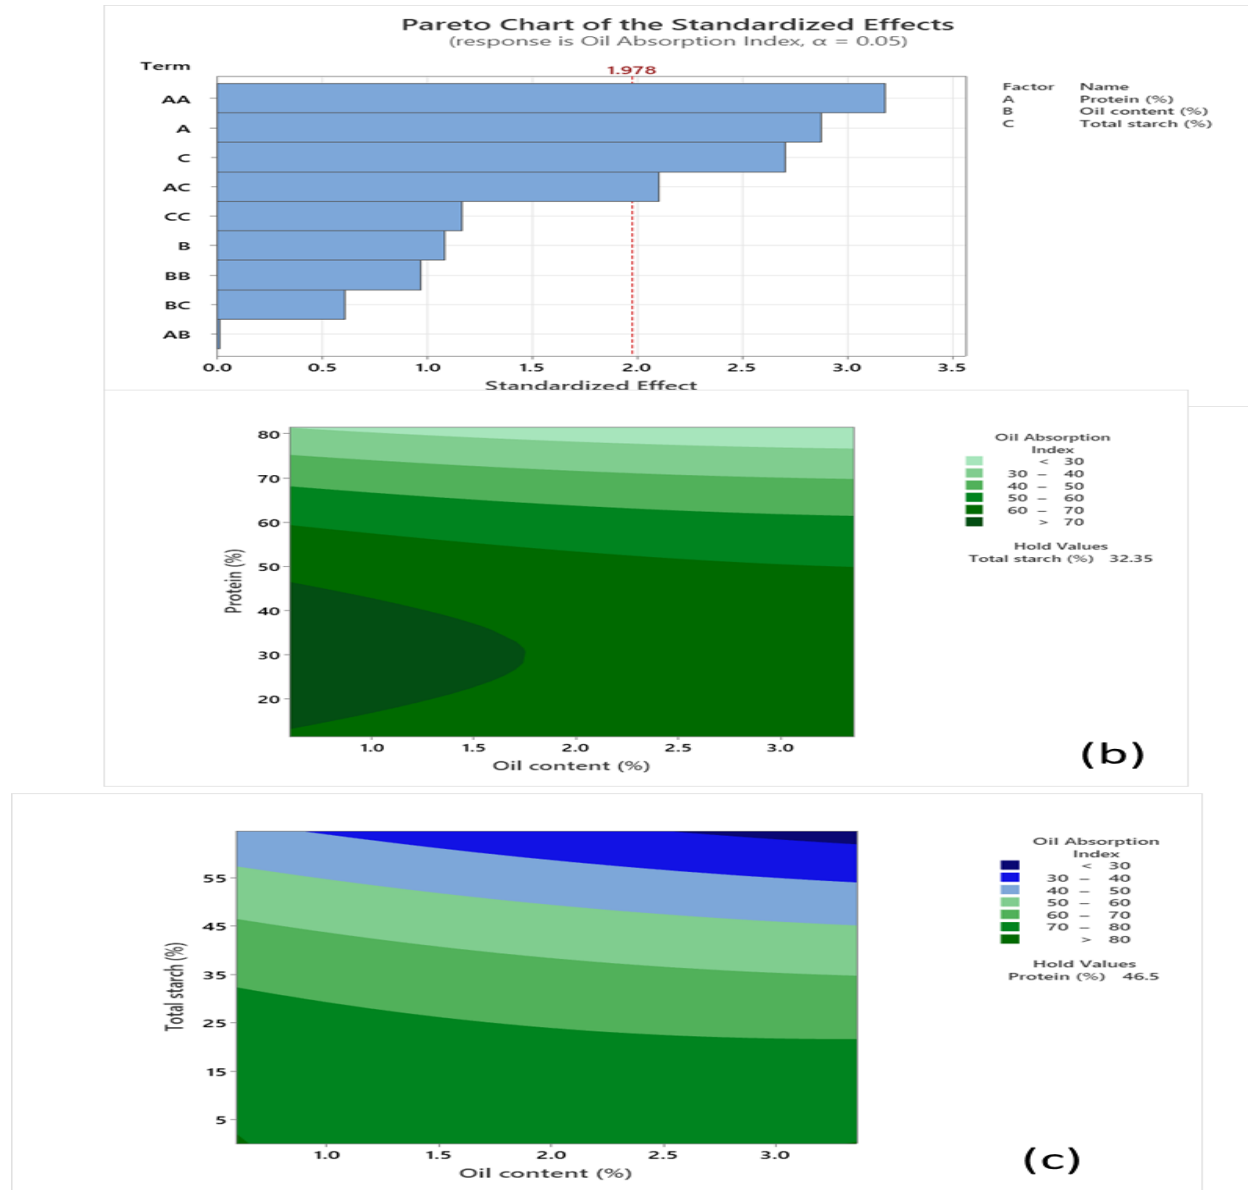 Pareto Chart of the Standardized Effects
(response is Oil Absorption Index, α = 0.05)
Term
1.978
Factor Name
A Protein (%)
B Oil content (%)
C Total starch (%)
AA
A
C
AC
CC
B
BB
BC
AB
0.0 0.5 1.0 1.5 2.0 2.5 3.0 3.5
Standardized Effect
Oil Absorption
Index
< 30
30 – 40
40 – 50
50 – 60
60 – 70
> 70
Hold Values
Total starch (%) 32.35
80
70
60
50
40
30
20
Protein (%)
1.0 1.5 2.0 2.5 3.0
Oil content (%)
(b)
Oil Absorption
Index
< 30
30 – 40
40 – 50
50 – 60
60 – 70
70 – 80
> 80
Hold Values
Protein (%) 46.5
55
45
35
25
15
5
Total starch (%)
1.0 1.5 2.0 2.5 3.0
Oil content (%)
(c)